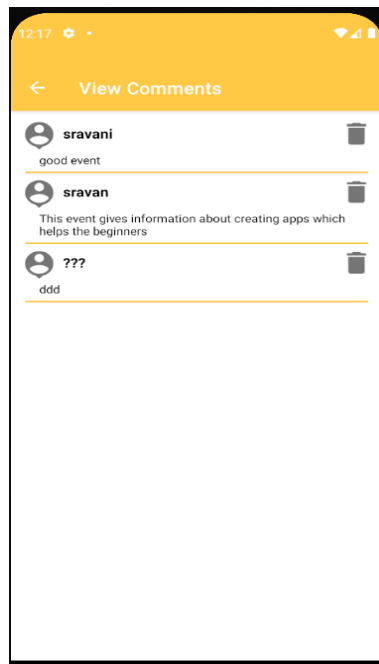 12:17
View Comments
sravani
good event
sravan
This event gives information about creating apps which
helps the beginners
???
ddd